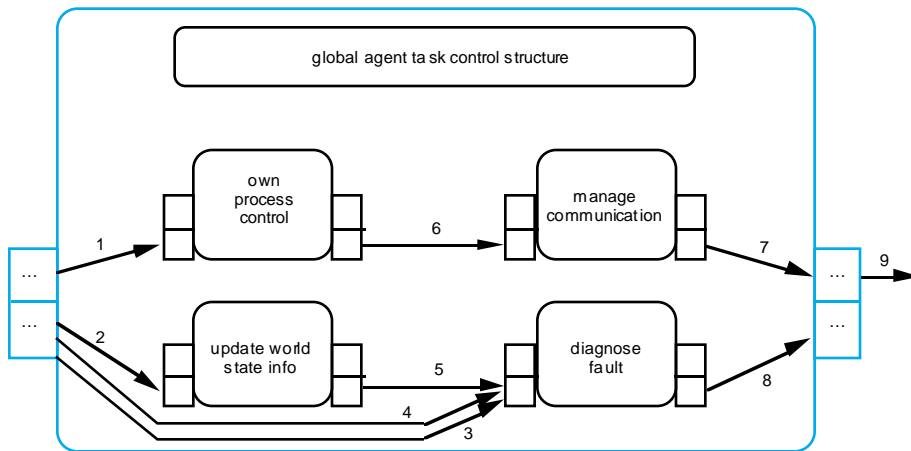 global agent task control structure
own
process
control
manage
communication
1
6
7
9
...
...
...
...
2
update world
state info
5
diagnose
fault
8
4
3